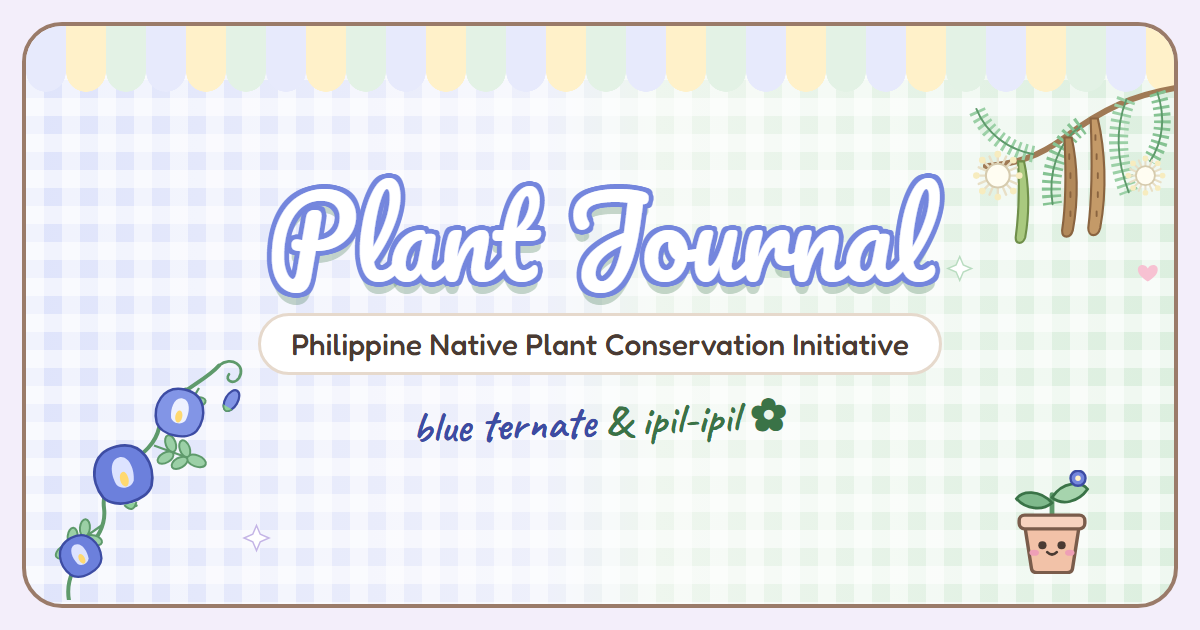 Plant Journal
Philippine Native Plant Conservation Initiative
blue ternate & ipil-ipil